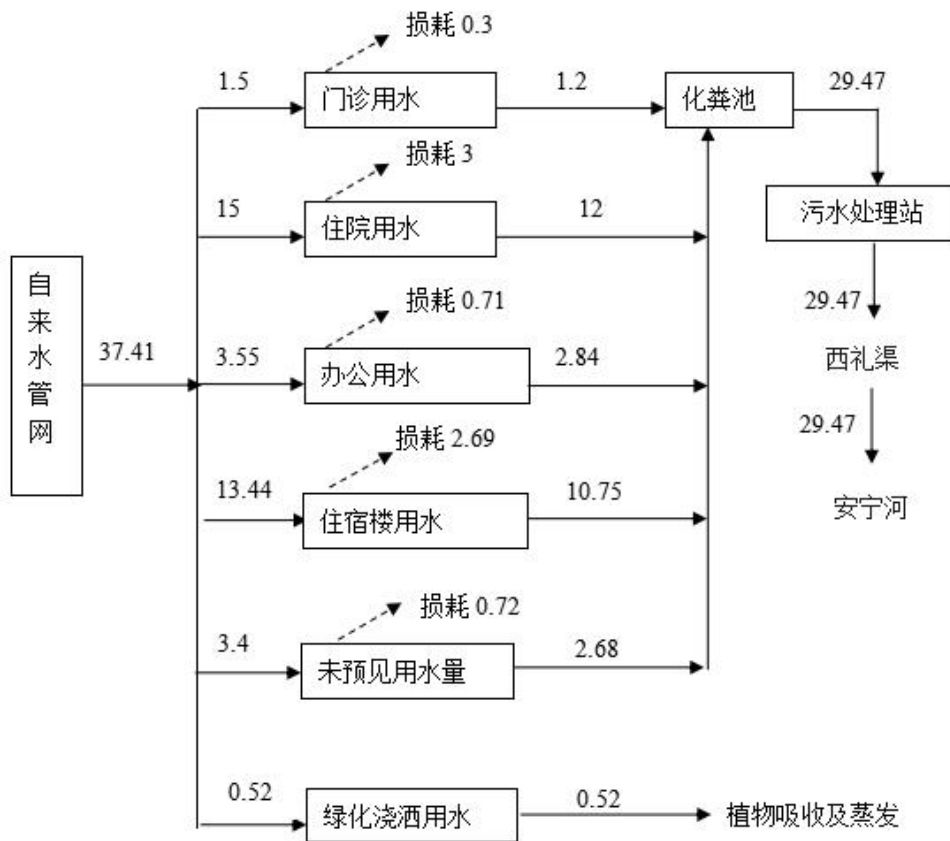 损耗 0.3
1.5
门诊用水
1.2
化粪池
29.47
损耗 3
15
住院用水
12
污水处理站
自来水管网
37.41
损耗 0.71
3.55
办公用水
2.84
29.47
西礼渠
29.47
损耗 2.69
13.44
住宿楼用水
10.75
安宁河
损耗 0.72
3.4
未预见用水量
2.68
0.52
绿化浇洒用水
0.52
植物吸收及蒸发